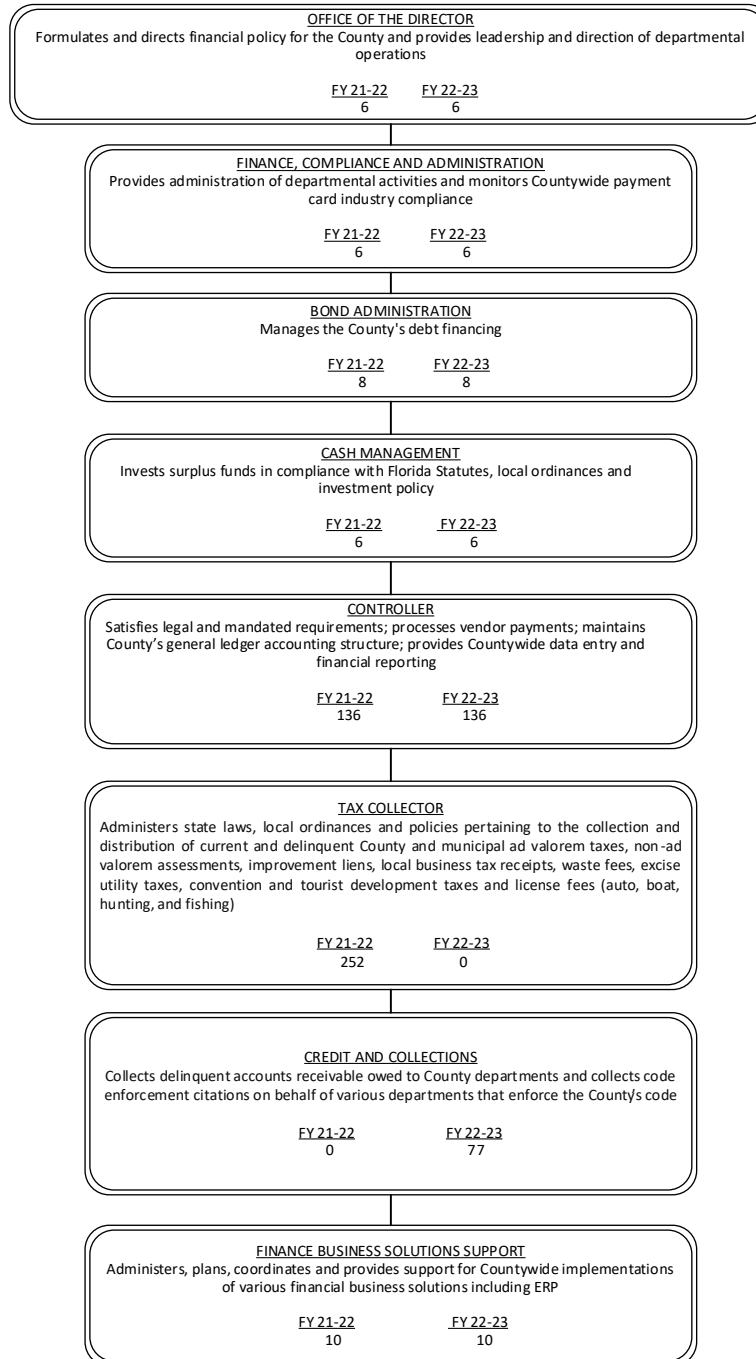 OFFICE OF THE DIRECTOR
Formulates and directs financial policy for the County and provides leadership and direction of departmental
operations
FY 21-22 FY 22-23
6 6
FINANCE, COMPLIANCE AND ADMINISTRATION
Provides administration of departmental activities and monitors Countywide payment
card industry compliance
FY 21-22 FY 22-23
6 6
BOND ADMINISTRATION
Manages the County's debt financing
FY 21-22 FY 22-23
8 8
CASH MANAGEMENT
Invests surplus funds in compliance with Florida Statutes, local ordinances and
investment policy
FY 21-22 FY 22-23
6 6
CONTROLLER
Satisfies legal and mandated requirements; processes vendor payments; maintains
County’s general ledger accounting structure; provides Countywide data entry and
financial reporting
FY 21-22 FY 22-23
136 136
TAX COLLECTOR
Administers state laws, local ordinances and policies pertaining to the collection and
distribution of current and delinquent County and municipal ad valorem taxes, non-ad
valorem assessments, improvement liens, local business tax receipts, waste fees, excise
utility taxes, convention and tourist development taxes and license fees (auto, boat,
hunting, and fishing)
FY 21-22 FY 22-23
252 0
CREDIT AND COLLECTIONS
Collects delinquent accounts receivable owed to County departments and collects code
enforcement citations on behalf of various departments that enforce the County's code
FY 21-22 FY 22-23
0 77
FINANCE BUSINESS SOLUTIONS SUPPORT
Administers, plans, coordinates and provides support for Countywide implementations
of various financial business solutions including ERP
FY 21-22 FY 22-23
10 10